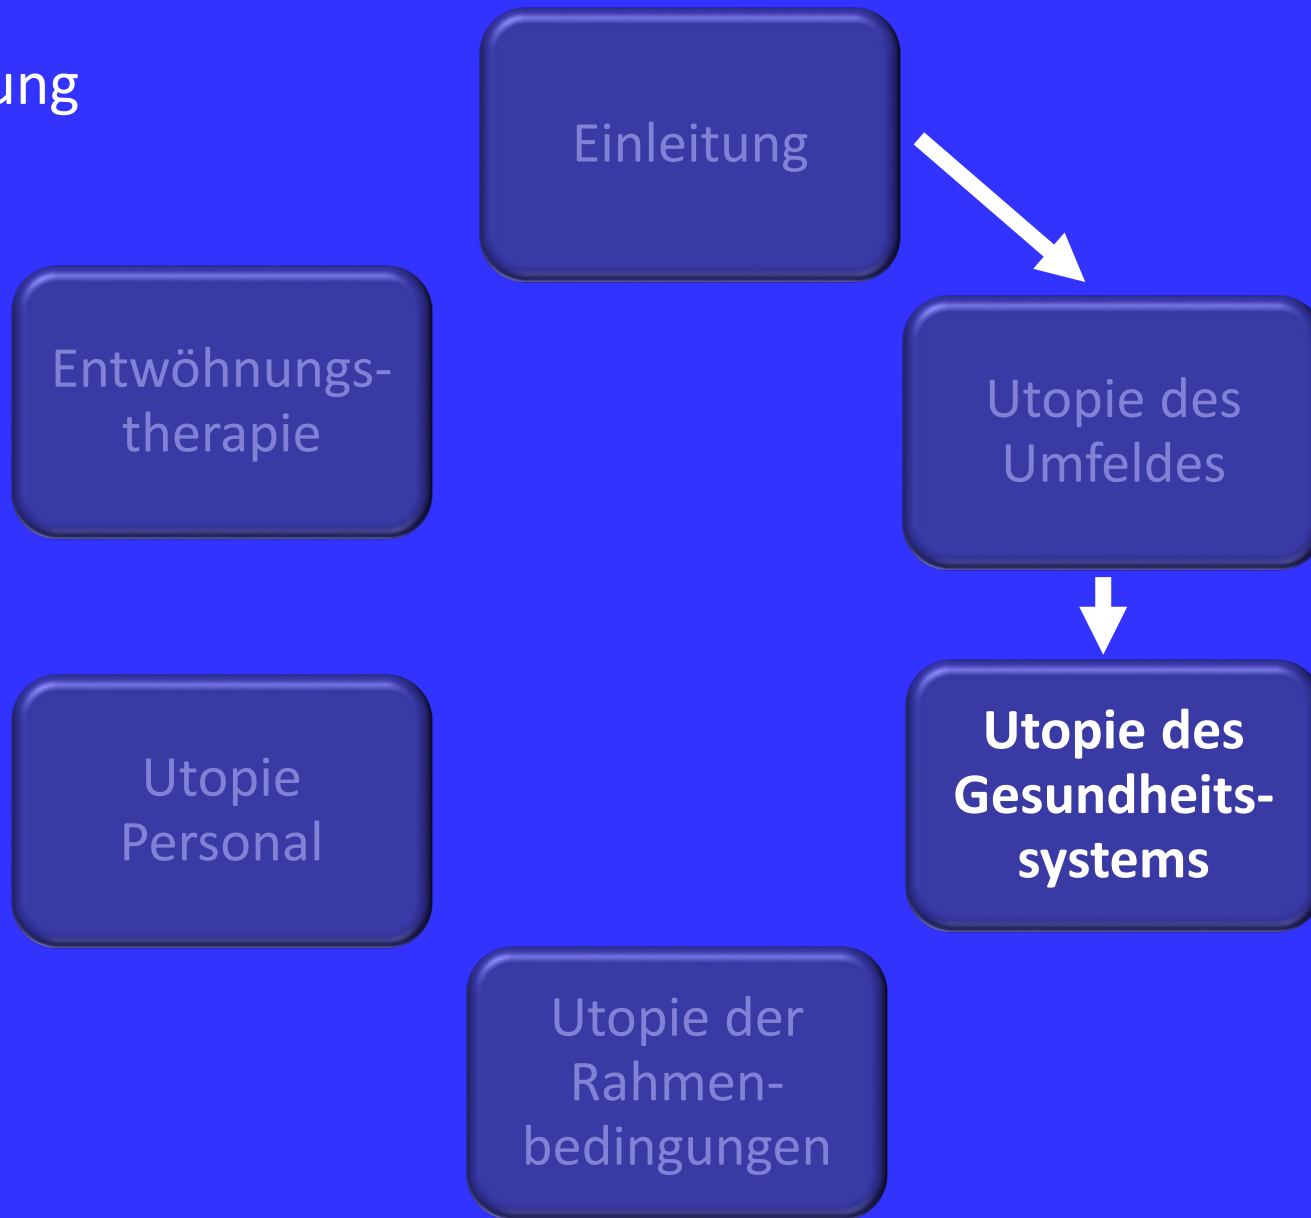 ung
Einleitung
Utopie des
Umfeldes
Utopie des
Gesundheits-
systems
Utopie der
Rahmen-
bedingungen
Utopie
Personal
Entwöhnungs-
therapie